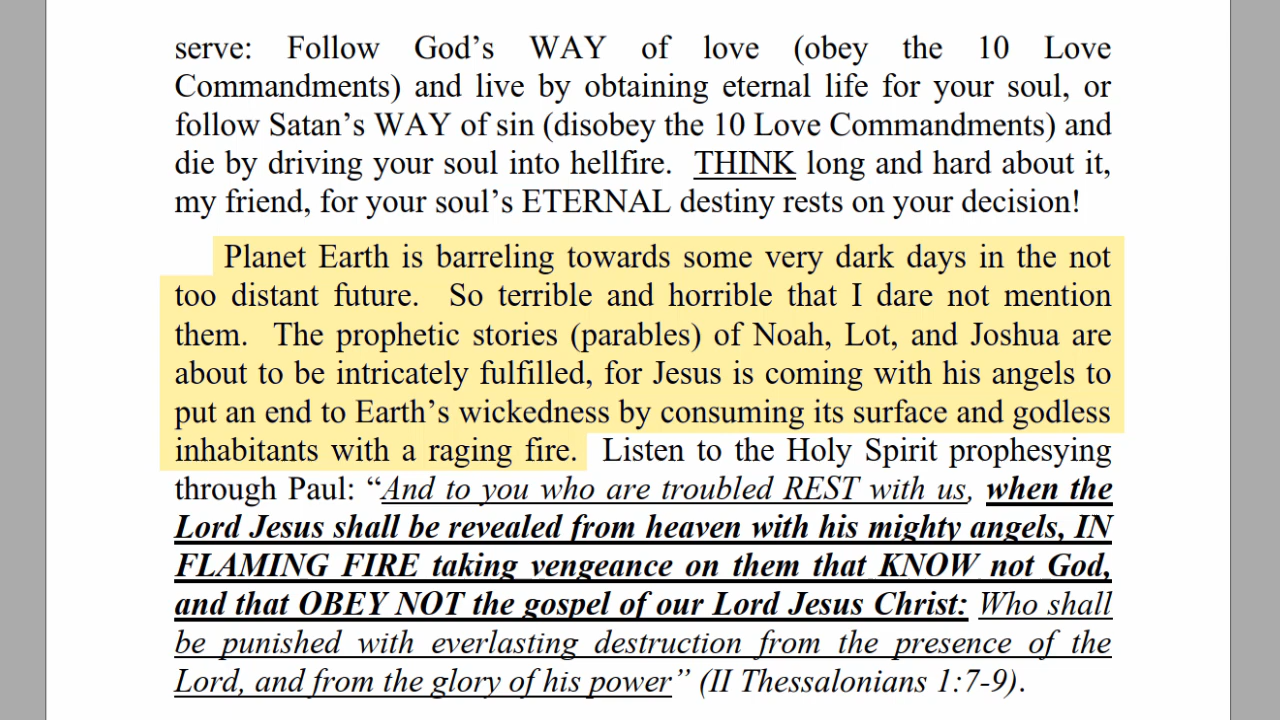 serve: Follow God’s WAY of love (obey the 10 Love
Commandments) and live by obtaining eternal life for your soul, or
follow Satan’s WAY of sin (disobey the 10 Love Commandments) and
die by driving your soul into hellfire. THINK long and hard about it,
my friend, for your soul’s ETERNAL destiny rests on your decision!
Planet Earth is barreling towards some very dark days in the not
too distant future. So terrible and horrible that I dare not mention
them. The prophetic stories (parables) of Noah, Lot, and Joshua are
about to be intricately fulfilled, for Jesus is coming with his angels to
put an end to Earth’s wickedness by consuming its surface and godless
inhabitants with a raging fire. Listen to the Holy Spirit prophesying
through Paul: “And to you who are troubled REST with us, when the
Lord Jesus shall be revealed from heaven with his mighty angels, IN
FLAMING FIRE taking vengeance on them that KNOW not God,
and that OBEY NOT the gospel of our Lord Jesus Christ: Who shall
be punished with everlasting destruction from the presence of the
Lord, and from the glory of his power” (II Thessalonians 1:7-9).